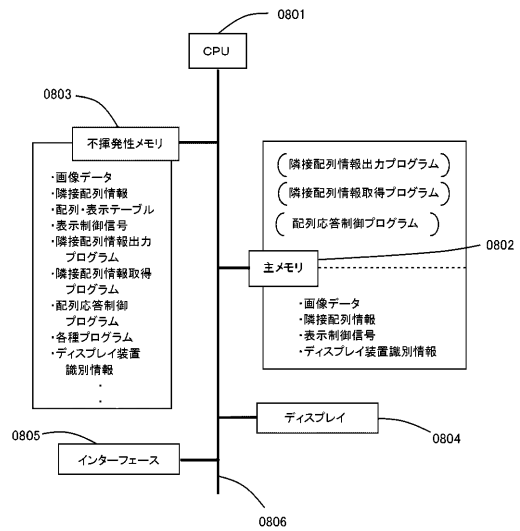 0801
CPU
0803
不揮発性メモリ
・画像データ
・隣接配列情報
・配列・表示テーブル
・表示制御信号
・隣接配列情報出力
プログラム
・隣接配列情報取得
プログラム
・配列応答制御
プログラム
・各種プログラム
・ディスプレイ装置
識別情報
・
・
隣接配列情報出力プログラム
隣接配列情報取得プログラム
配列応答制御プログラム
0802
主メモリ
・画像データ
・隣接配列情報
・表示制御信号
・ディスプレイ装置識別情報
ディスプレイ
0804
0805
インターフェース
0806